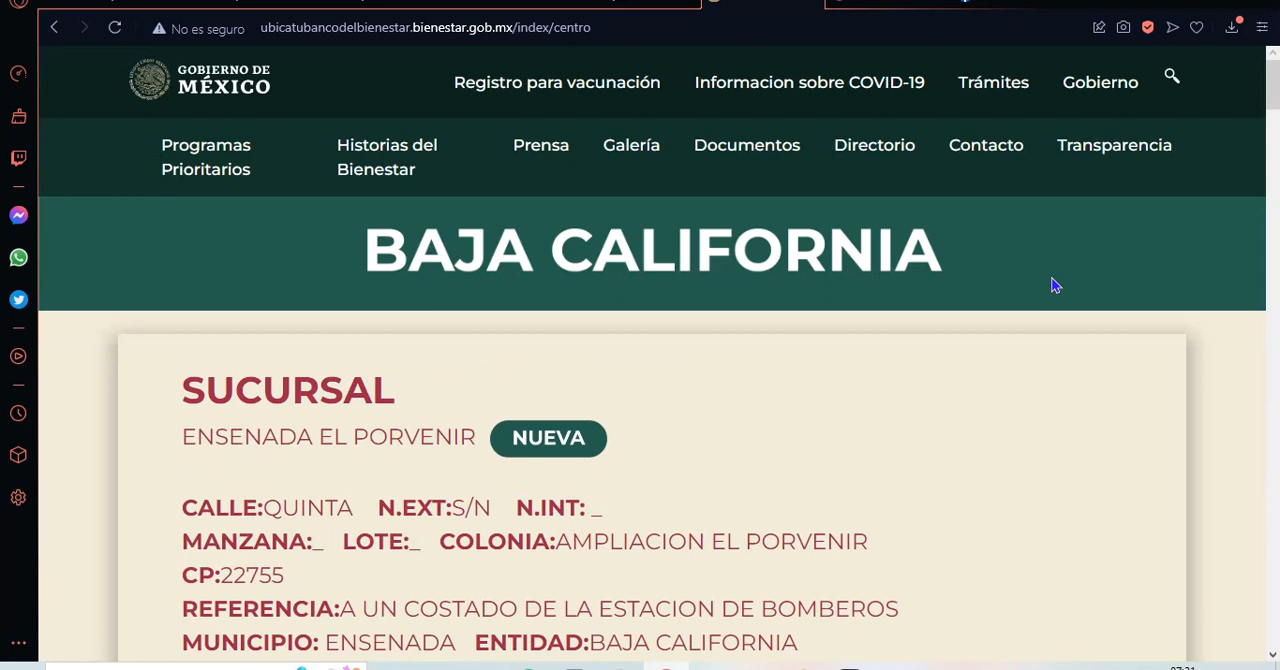 No es seguro ubicatubancodelbienestar.bienestar.gob.mx/index/centro
GOBIERNO DE
MÉXICO
Registro para vacunación Informacion sobre COVID-19 Trámites Gobierno
Programas
Prioritarios
Historias del
Bienestar
Prensa Galería Documentos Directorio Contacto Transparencia
BAJA CALIFORNIA
SUCURSAL
ENSENADA EL PORVENIR NUEVA
CALLE:QUINTA N.EXT:S/N N.INT: _
MANZANA:_ LOTE:_ COLONIA:AMPLIACION EL PORVENIR
CP:22755
REFERENCIA:A UN COSTADO DE LA ESTACION DE BOMBEROS
MUNICIPIO: ENSENADA ENTIDAD:BAJA CALIFORNIA